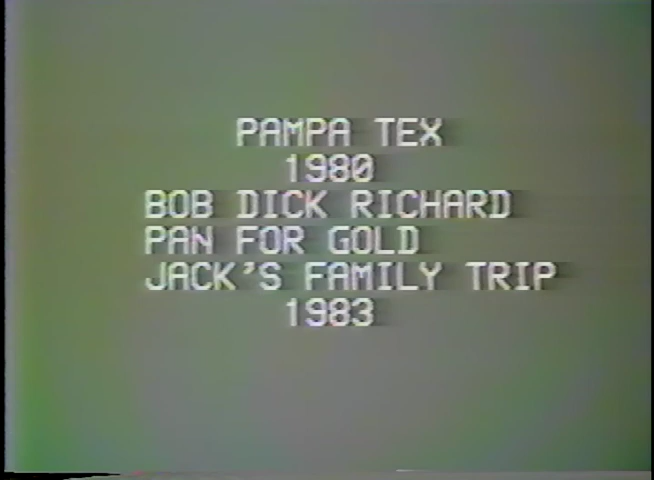 PAMPA TEX
1980
BOB DICK RICHARD
PAN FOR GOLD
JACK'S FAMILY TRIP
1983